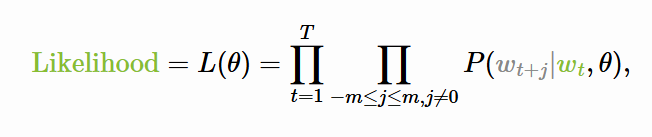 Likelihood = L(θ) = ∏_{t=1}^{T} ∏_{-m≤j≤m, j≠0} P(w_{t+j}|w_t, θ),